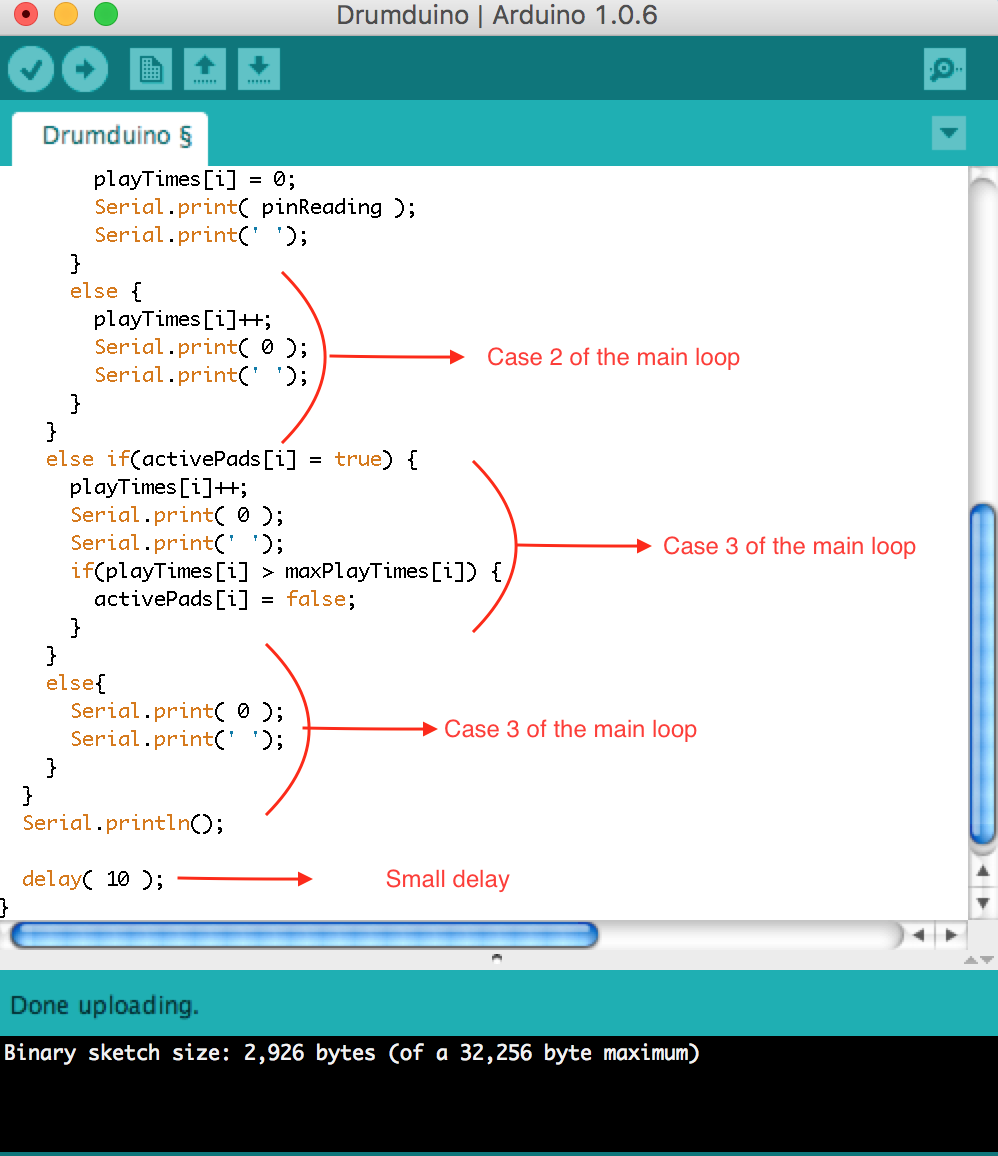 Drumduino | Arduino 1.0.6
Drumduino §
playTimes[i] = 0;
Serial.print( pinReading );
Serial.print(' ');
}
else {
playTimes[i]++;
Serial.print( 0 );
Case 2 of the main loop
Serial.print(' ');
}
}
else if(activePads[i] = true) {
playTimes[i]++;
Serial.print( 0 );
Serial.print(' ');
Case 3 of the main loop
if(playTimes[i] > maxPlayTimes[i]) {
activePads[i] = false;
}
}
else{
Serial.print( 0 );
Serial.print(' ');
Case 3 of the main loop
}
}
Serial.println();
delay( 10 );
Small delay
}
Done uploading.
Binary sketch size: 2,926 bytes (of a 32,256 byte maximum)